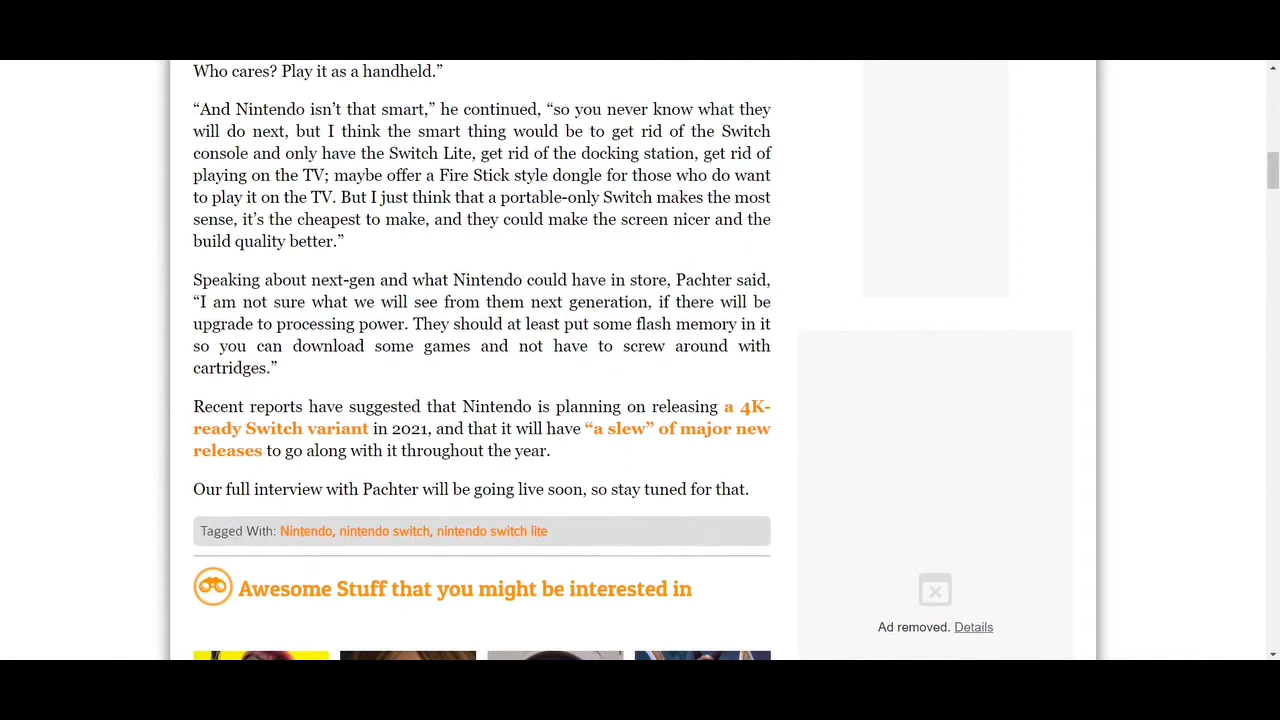 Who cares? Play it as a handheld.”
“And Nintendo isn’t that smart,” he continued, “so you never know what they
will do next, but I think the smart thing would be to get rid of the Switch
console and only have the Switch Lite, get rid of the docking station, get rid of
playing on the TV; maybe offer a Fire Stick style dongle for those who do want
to play it on the TV. But I just think that a portable-only Switch makes the most
sense, it’s the cheapest to make, and they could make the screen nicer and the
build quality better.”
Speaking about next-gen and what Nintendo could have in store, Pachter said,
“I am not sure what we will see from them next generation, if there will be
upgrade to processing power. They should at least put some flash memory in it
so you can download some games and not have to screw around with
cartridges.”
Recent reports have suggested that Nintendo is planning on releasing a 4K-
ready Switch variant in 2021, and that it will have “a slew” of major new
releases to go along with it throughout the year.
Our full interview with Pachter will be going live soon, so stay tuned for that.
Tagged With: Nintendo, nintendo switch, nintendo switch lite
Awesome Stuff that you might be interested in
Ad removed. Details